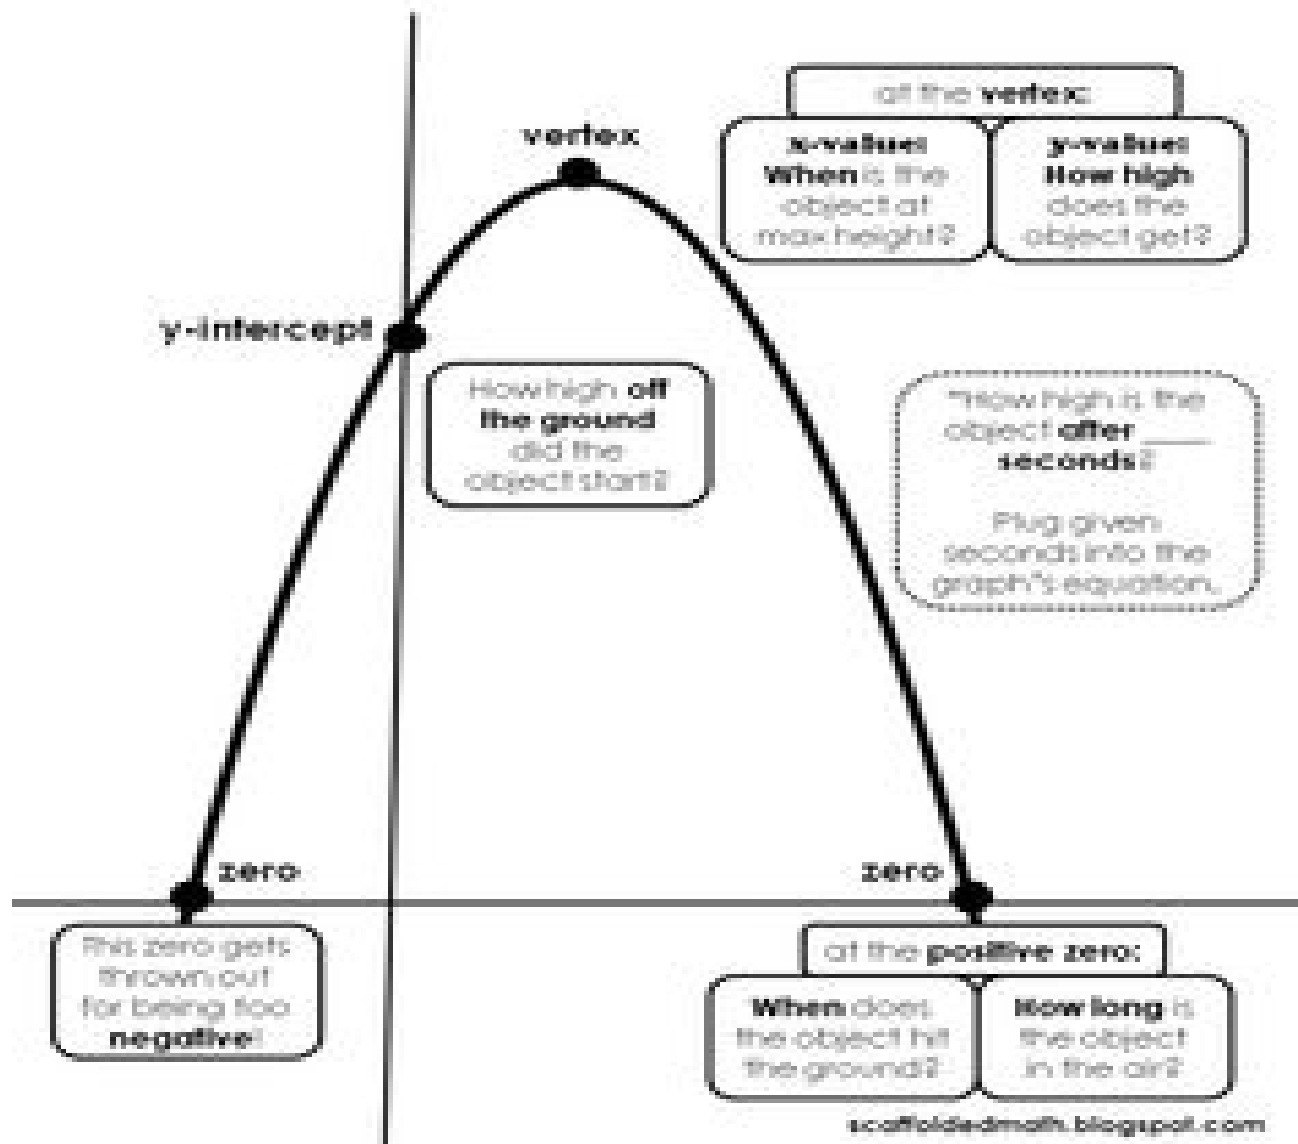 at the vertex:
vertex
x-value:
When is the
object at
max height?
y-value:
How high
does the
object get?
y-intercept
How high off
the ground
did the
object start?
"How high is the
object after ____
seconds?
Plug given
seconds into the
graph's equation.
zero
zero
This zero gets
thrown out
for being too
negative!
at the positive zero:
When does
the object hit
the ground?
How long is
the object
in the air?
scaffoldedmath.blogspot.com